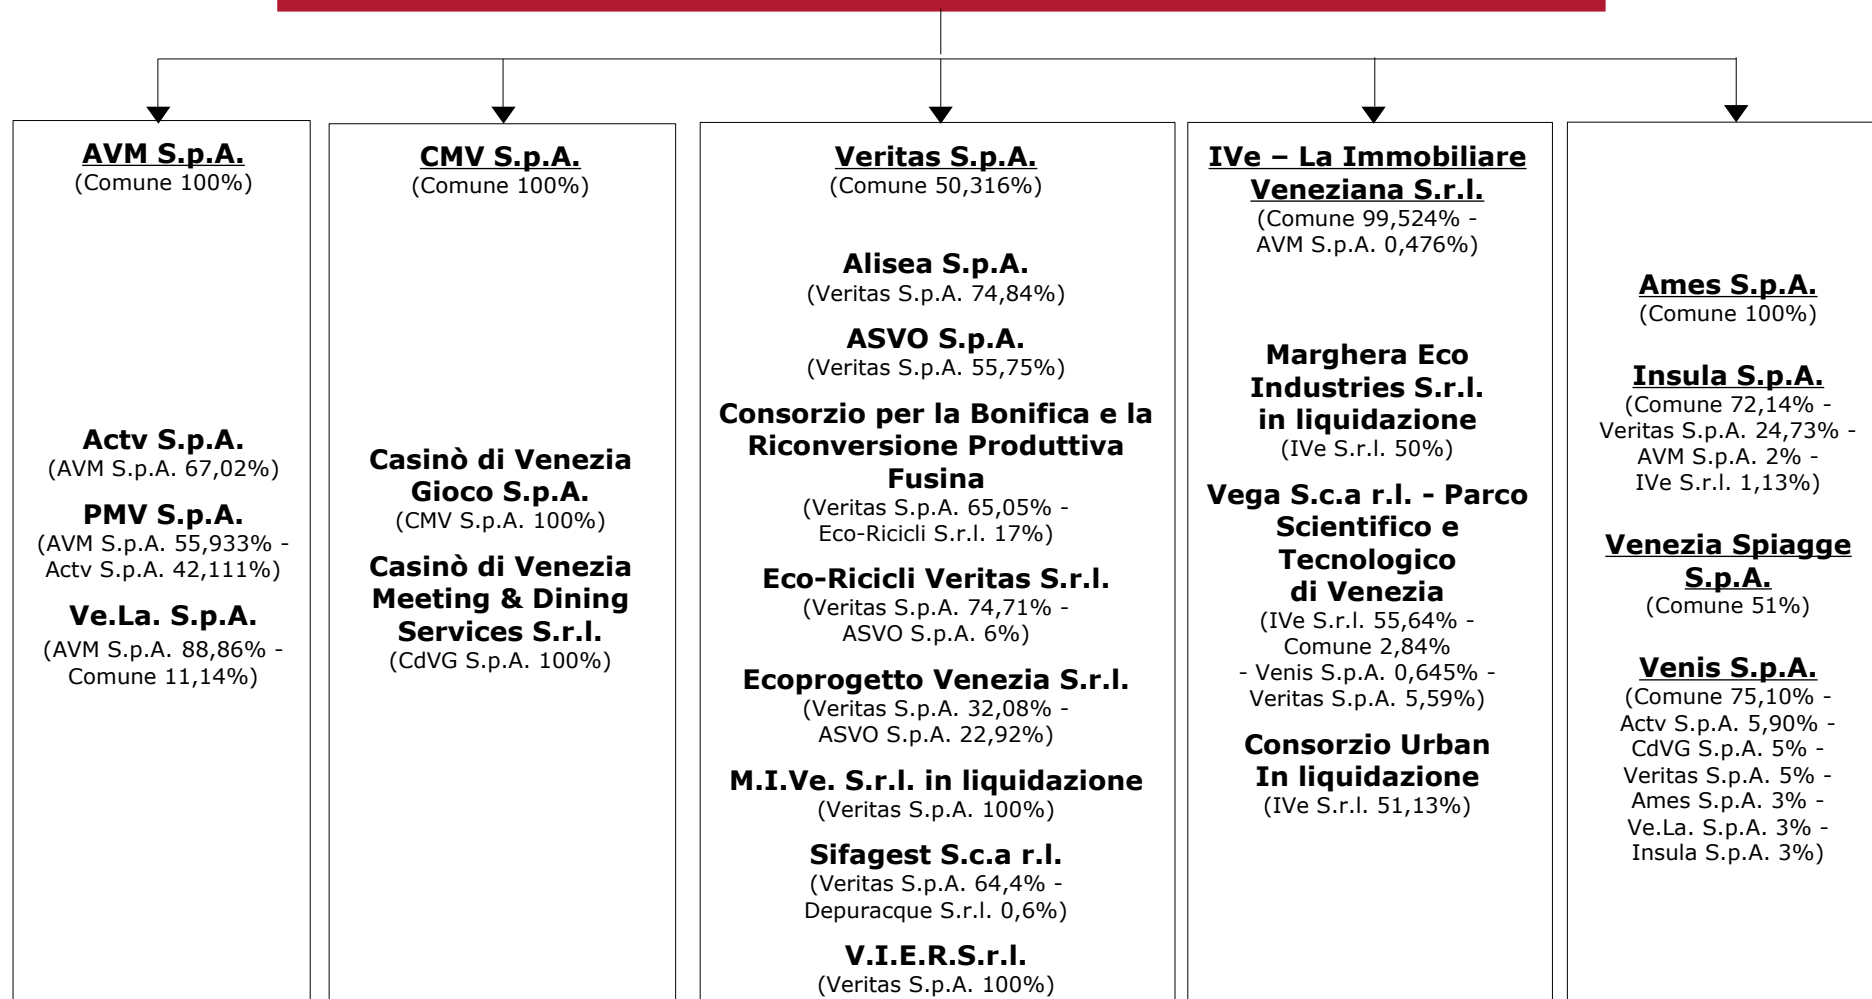 AVM S.p.A.
(Comune 100%)
Actv S.p.A.
(AVM S.p.A. 67,02%)
PMV S.p.A.
(AVM S.p.A. 55,933% -
Actv S.p.A. 42,111%)
Ve.La. S.p.A.
(AVM S.p.A. 88,86% -
Comune 11,14%)
CMV S.p.A.
(Comune 100%)
Casinò di Venezia
Gioco S.p.A.
(CMV S.p.A. 100%)
Casinò di Venezia
Meeting & Dining
Services S.r.l.
(CdVG S.p.A. 100%)
Veritas S.p.A.
(Comune 50,316%)
Alisea S.p.A.
(Veritas S.p.A. 74,84%)
ASVO S.p.A.
(Veritas S.p.A. 55,75%)
Consorzio per la Bonifica e la
Riconversione Produttiva
Fusina
(Veritas S.p.A. 65,05% -
Eco-Ricicli S.r.l. 17%)
Eco-Ricicli Veritas S.r.l.
(Veritas S.p.A. 74,71% -
ASVO S.p.A. 6%)
Ecoprogetto Venezia S.r.l.
(Veritas S.p.A. 32,08% -
ASVO S.p.A. 22,92%)
M.I.Ve. S.r.l. in liquidazione
(Veritas S.p.A. 100%)
Sifagest S.c.a r.l.
(Veritas S.p.A. 64,4% -
Depuracque S.r.l. 0,6%)
V.I.E.R.S.r.l.
(Veritas S.p.A. 100%)
IVe – La Immobiliare
Veneziana S.r.l.
(Comune 99,524% -
AVM S.p.A. 0,476%)
Marghera Eco
Industries S.r.l.
in liquidazione
(IVe S.r.l. 50%)
Vega S.c.a r.l. - Parco
Scientifico e
Tecnologico
di Venezia
(IVe S.r.l. 55,64% -
Comune 2,84%
- Venis S.p.A. 0,645% -
Veritas S.p.A. 5,59%)
Consorzio Urban
In liquidazione
(IVe S.r.l. 51,13%)
Ames S.p.A.
(Comune 100%)
Insula S.p.A.
(Comune 72,14% -
Veritas S.p.A. 24,73% -
AVM S.p.A. 2% -
IVe S.r.l. 1,13%)
Venezia Spiagge
S.p.A.
(Comune 51%)
Venis S.p.A.
(Comune 75,10% -
Actv S.p.A. 5,90% -
CdVG S.p.A. 5% -
Veritas S.p.A. 5% -
Ames S.p.A. 3% -
Ve.La. S.p.A. 3% -
Insula S.p.A. 3%)